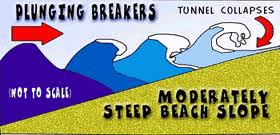 PLUNGING BREAKERS
TUNNEL COLLAPSES
(NOT TO SCALE)
MODERATELY
STEEP BEACH SLOPE